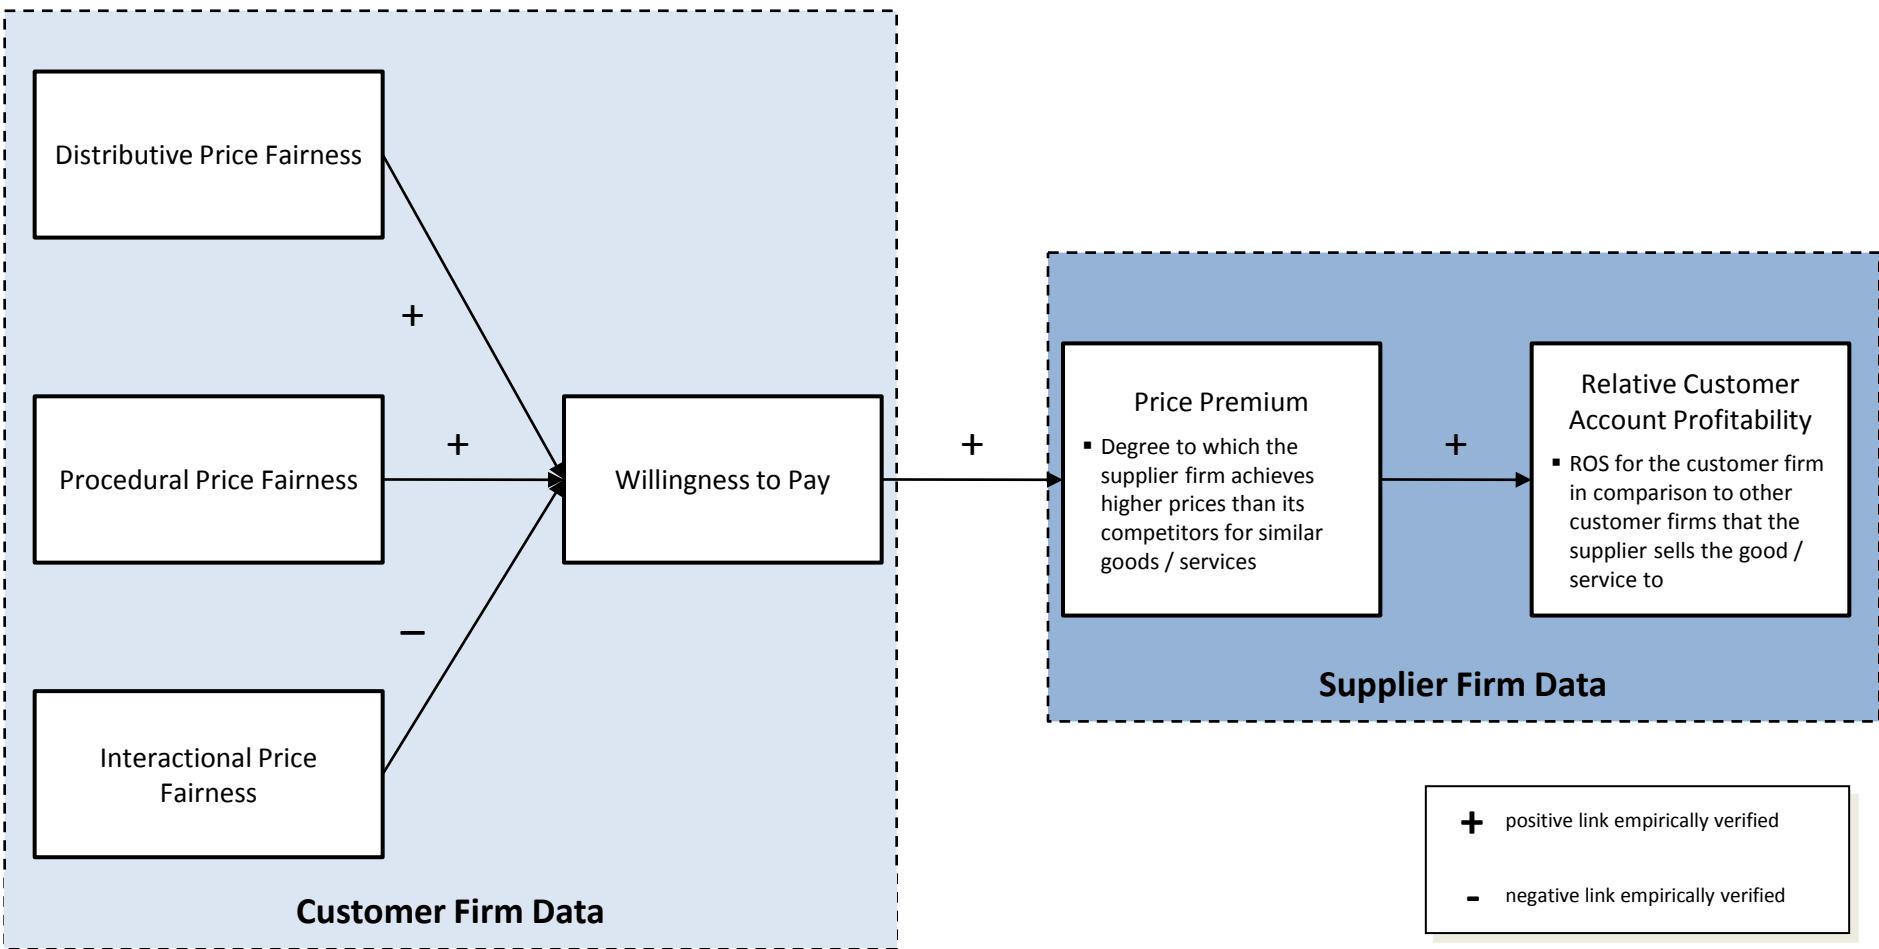 Distributive Price Fairness
+
Procedural Price Fairness
+
Willingness to Pay
–
Interactional Price
Fairness
Customer Firm Data
+
Price Premium
▪ Degree to which the
supplier firm achieves
higher prices than its
competitors for similar
goods / services
+
Relative Customer
Account Profitability
▪ ROS for the customer firm
in comparison to other
customer firms that the
supplier sells the good /
service to
Supplier Firm Data
+ positive link empirically verified
- negative link empirically verified